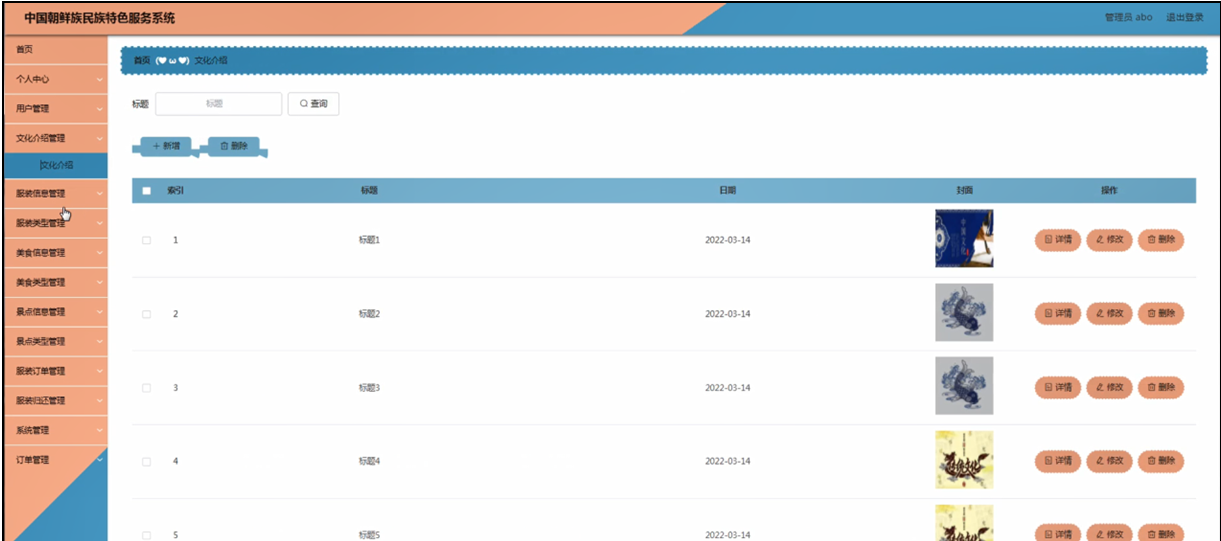 中国朝鲜族民族特色服务系统
管理员 abo 退出登录
首页
个人中心
用户管理
文化介绍管理
文化介绍
服装信息管理
服装类型管理
美食信息管理
美食类型管理
景点信息管理
景点类型管理
服装订单管理
服装归还管理
系统管理
订单管理
首页 (♥ω♥) 文化介绍
标题 标题 查询
+ 新增 删除
索引 标题 日期 封面 操作
1 标题1 2022-03-14 中国文化 详情 修改 删除
2 标题2 2022-03-14 详情 修改 删除
3 标题3 2022-03-14 详情 修改 删除
4 标题4 2022-03-14 传统文化 详情 修改 删除
5 标题5 2022-03-14 详情 修改 删除